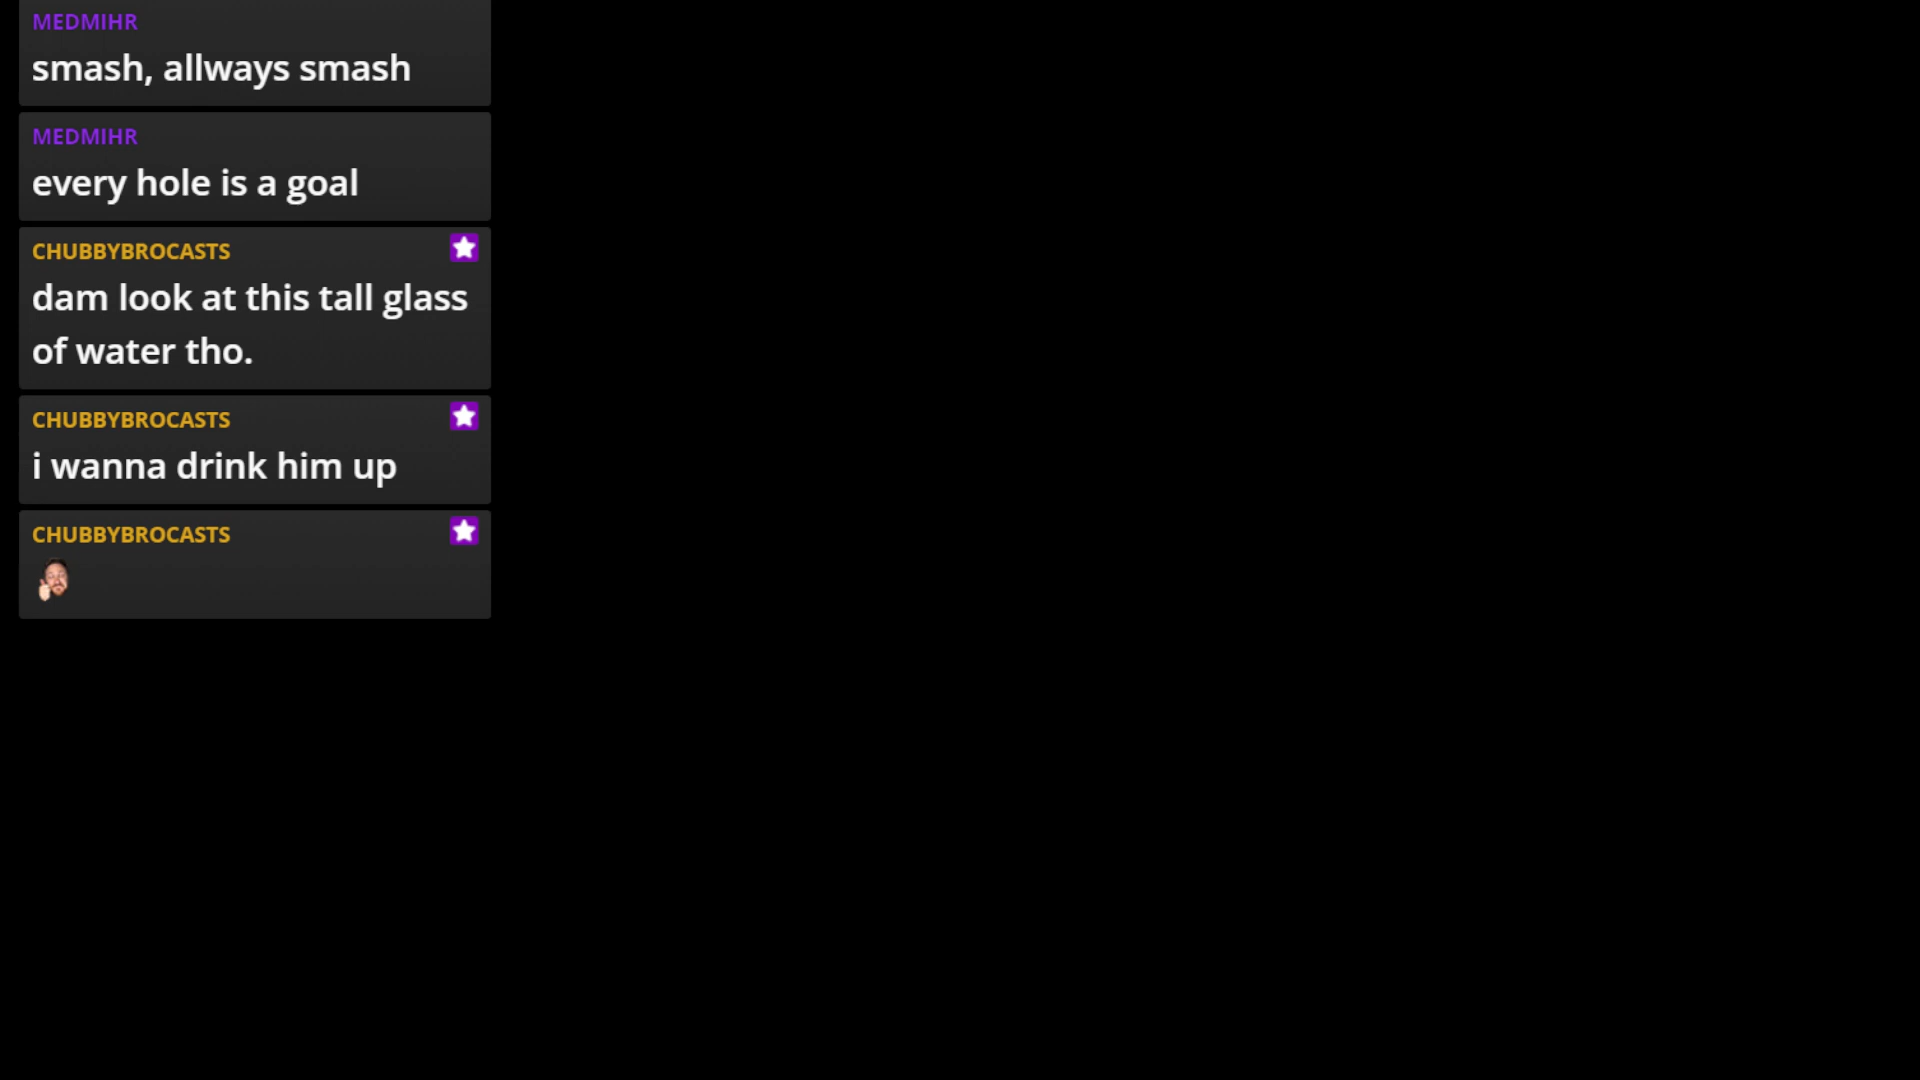 MEDMIHR
smash, allways smash
MEDMIHR
every hole is a goal
CHUBBYBROCASTS
dam look at this tall glass
of water tho.
CHUBBYBROCASTS
i wanna drink him up
CHUBBYBROCASTS